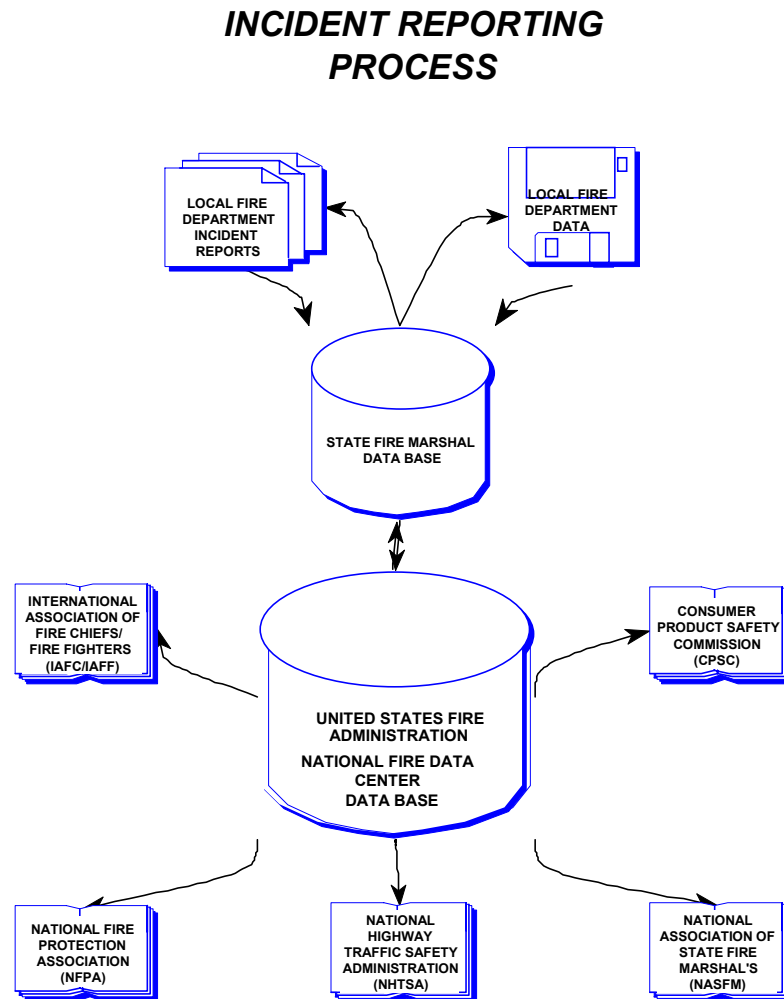 INCIDENT REPORTING
PROCESS
LOCAL FIRE
DEPARTMENT
INCIDENT
REPORTS
LOCAL FIRE
DEPARTMENT
DATA
STATE FIRE MARSHAL
DATA BASE
INTERNATIONAL
ASSOCIATION OF
FIRE CHIEFS/
FIRE FIGHTERS
(IAFC/IAFF)
CONSUMER
PRODUCT SAFETY
COMMISSION
(CPSC)
UNITED STATES FIRE
ADMINISTRATION
NATIONAL FIRE DATA
CENTER
DATA BASE
NATIONAL FIRE
PROTECTION
ASSOCIATION
(NFPA)
NATIONAL
HIGHWAY
TRAFFIC SAFETY
ADMINISTRATION
(NHTSA)
NATIONAL
ASSOCIATION OF
STATE FIRE
MARSHAL'S
(NASFM)